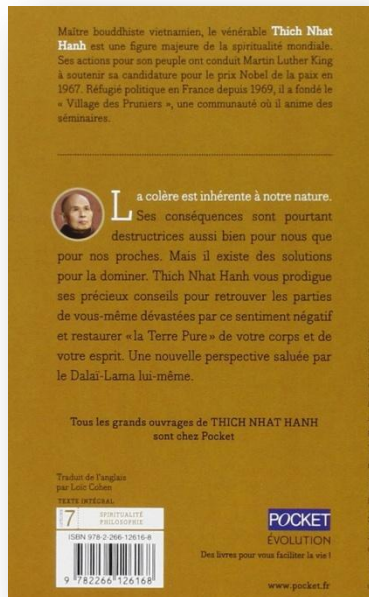 Maître bouddhiste vietnamien, le vénérable Thich Nhat
Hanh est une figure majeure de la spiritualité mondiale.
Ses actions pour son peuple ont conduit Martin Luther King
à soutenir sa candidature pour le prix Nobel de la paix en
1967. Réfugié politique en France depuis 1969, il a fondé le
« Village des Pruniers », une communauté où il anime des
séminaires.
La colère est inhérente à notre nature.
Ses conséquences sont pourtant
destructrices aussi bien pour nous que
pour nos proches. Mais il existe des solutions
pour la dominer. Thich Nhat Hanh vous prodigue
ses précieux conseils pour retrouver les parties
de vous-même dévastées par ce sentiment négatif
et restaurer « la Terre Pure » de votre corps et de
votre esprit. Une nouvelle perspective saluée par
le Dalaï-Lama lui-même.
Tous les grands ouvrages de THICH NHAT HANH
sont chez Pocket
Traduit de l'anglais
par Loïc Cohen
TEXTE INTÉGRAL
7
SPIRITUALITÉ
PHILOSOPHIE
ISBN 978-2-266-12616-8
9 782266 126168
POCKET
ÉVOLUTION
Des livres pour vous faciliter la vie !
www.pocket.fr